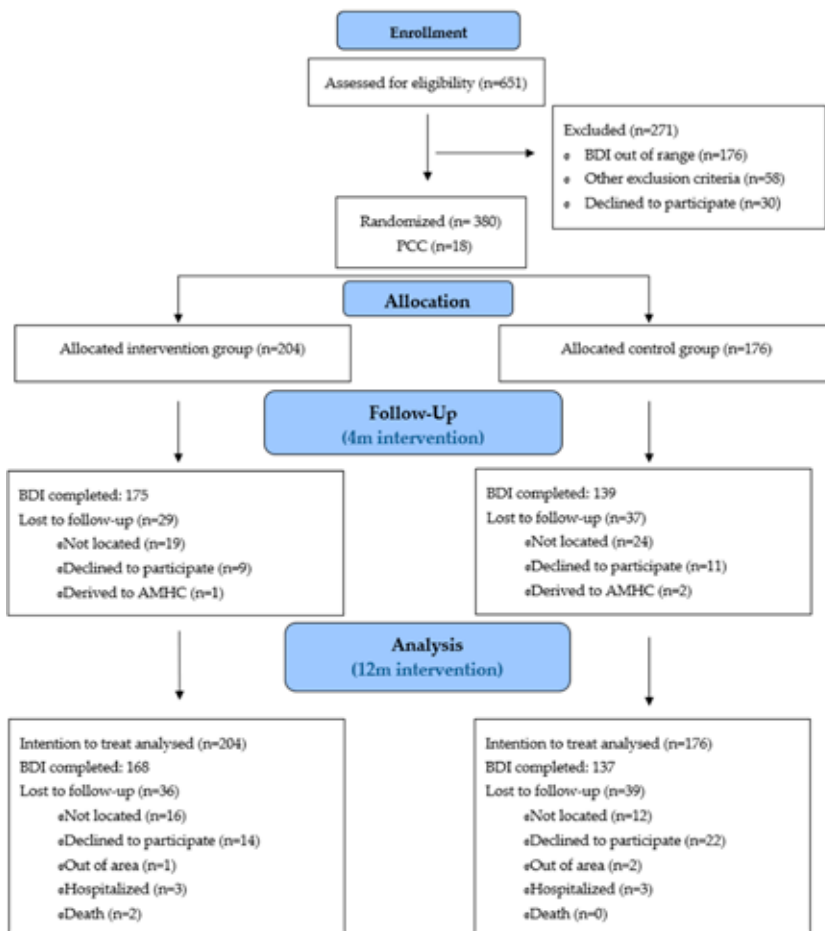 Enrollment
Assessed for eligibility (n=651)
Excluded (n=271)
BDI out of range (n=176)
Other exclusion criteria (n=58)
Declined to participate (n=30)
Randomized (n= 380)
PCC (n=18)
Allocation
Allocated intervention group (n=204)
Allocated control group (n=176)
Follow-Up
(4m intervention)
BDI completed: 175
Lost to follow-up (n=29)
Not located (n=19)
Declined to participate (n=9)
Derived to AMHC (n=1)
BDI completed: 139
Lost to follow-up (n=37)
Not located (n=24)
Declined to participate (n=11)
Derived to AMHC (n=2)
Analysis
(12m intervention)
Intention to treat analysed (n=204)
BDI completed: 168
Lost to follow-up (n=36)
Not located (n=16)
Declined to participate (n=14)
Out of area (n=1)
Hospitalized (n=3)
Death (n=2)
Intention to treat analysed (n=176)
BDI completed: 137
Lost to follow-up (n=39)
Not located (n=12)
Declined to participate (n=22)
Out of area (n=2)
Hospitalized (n=3)
Death (n=0)